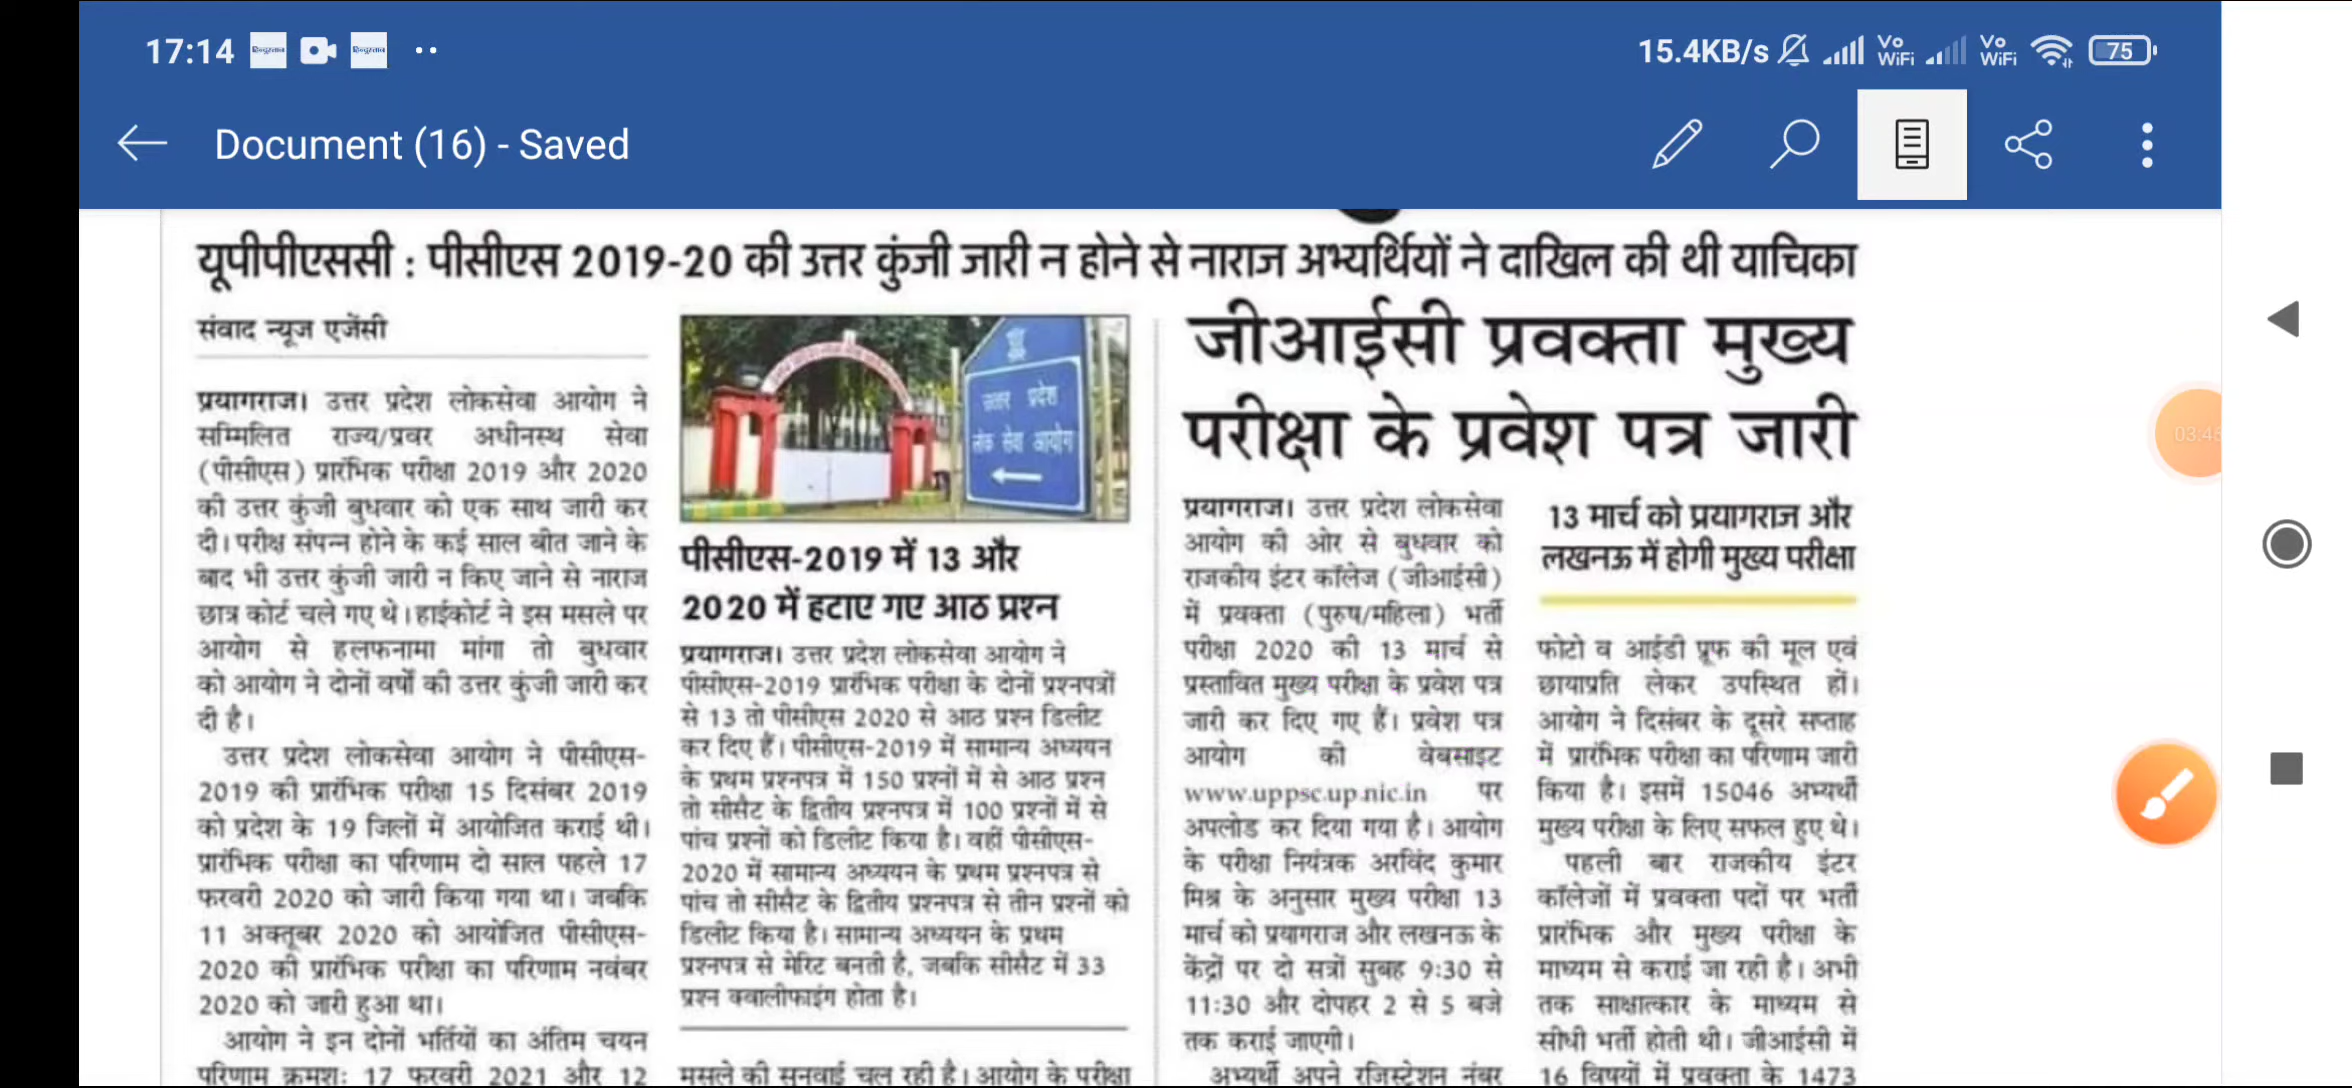 17:14
हिन्दुस्तान
हिन्दुस्तान
15.4KB/s
Vo WiFi
Vo WiFi
75
Document (16) - Saved
यूपीपीएससी : पीसीएस 2019-20 की उत्तर कुंजी जारी न होने से नाराज अभ्यर्थियों ने दाखिल की थी याचिका
संवाद न्यूज एजेंसी
प्रयागराज। उत्तर प्रदेश लोकसेवा आयोग ने
सम्मिलित राज्य/प्रवर अधीनस्थ सेवा
(पीसीएस) प्रारंभिक परीक्षा 2019 और 2020
की उत्तर कुंजी बुधवार को एक साथ जारी कर
दी। परीक्ष संपन्न होने के कई साल बीत जाने के
बाद भी उत्तर कुंजी जारी न किए जाने से नाराज
छात्र कोर्ट चले गए थे। हाईकोर्ट ने इस मसले पर
आयोग से हलफनामा मांगा तो बुधवार
को आयोग ने दोनों वर्षों की उत्तर कुंजी जारी कर
दी है।
उत्तर प्रदेश लोकसेवा आयोग ने पीसीएस-
2019 की प्रारंभिक परीक्षा 15 दिसंबर 2019
को प्रदेश के 19 जिलों में आयोजित कराई थी।
प्रारंभिक परीक्षा का परिणाम दो साल पहले 17
फरवरी 2020 को जारी किया गया था। जबकि
11 अक्तूबर 2020 को आयोजित पीसीएस-
2020 की प्रारंभिक परीक्षा का परिणाम नवंबर
2020 को जारी हुआ था।
आयोग ने इन दोनों भर्तियों का अंतिम चयन
परिणाम क्रमशः 17 फरवरी 2021 और 12
उत्तर प्रदेश
लोक सेवा आयोग
पीसीएस-2019 में 13 और
2020 में हटाए गए आठ प्रश्न
प्रयागराज। उत्तर प्रदेश लोकसेवा आयोग ने
पीसीएस-2019 प्रारंभिक परीक्षा के दोनों प्रश्नपत्रों
से 13 तो पीसीएस 2020 से आठ प्रश्न डिलीट
कर दिए हैं। पीसीएस-2019 में सामान्य अध्ययन
के प्रथम प्रश्नपत्र में 150 प्रश्नों में से आठ प्रश्न
तो सीसैट के द्वितीय प्रश्नपत्र में 100 प्रश्नों में से
पांच प्रश्नों को डिलीट किया है। वहीं पीसीएस-
2020 में सामान्य अध्ययन के प्रथम प्रश्नपत्र से
पांच तो सीसैट के द्वितीय प्रश्नपत्र से तीन प्रश्नों को
डिलीट किया है। सामान्य अध्ययन के प्रथम
प्रश्नपत्र से मेरिट बनती है, जबकि सीसैट में 33
प्रश्न क्वालीफाइंग होता है।
मसले की सुनवाई चल रही है। आयोग के परीक्षा
जीआईसी प्रवक्ता मुख्य
परीक्षा के प्रवेश पत्र जारी
प्रयागराज। उत्तर प्रदेश लोकसेवा
आयोग की ओर से बुधवार को
राजकीय इंटर कॉलेज (जीआईसी)
में प्रवक्ता (पुरुष/महिला) भर्ती
परीक्षा 2020 की 13 मार्च से
प्रस्तावित मुख्य परीक्षा के प्रवेश पत्र
जारी कर दिए गए हैं। प्रवेश पत्र
आयोग की वेबसाइट
www.uppsc.up.nic.in पर
अपलोड कर दिया गया है। आयोग
के परीक्षा नियंत्रक अरविंद कुमार
मिश्र के अनुसार मुख्य परीक्षा 13
मार्च को प्रयागराज और लखनऊ के
केंद्रों पर दो सत्रों सुबह 9:30 से
11:30 और दोपहर 2 से 5 बजे
तक कराई जाएगी।
अभ्यर्थी अपने रजिस्ट्रेशन नंबर
13 मार्च को प्रयागराज और
लखनऊ में होगी मुख्य परीक्षा
फोटो व आईडी प्रूफ की मूल एवं
छायाप्रति लेकर उपस्थित हों।
आयोग ने दिसंबर के दूसरे सप्ताह
में प्रारंभिक परीक्षा का परिणाम जारी
किया है। इसमें 15046 अभ्यर्थी
मुख्य परीक्षा के लिए सफल हुए थे।
पहली बार राजकीय इंटर
कॉलेजों में प्रवक्ता पदों पर भर्ती
प्रारंभिक और मुख्य परीक्षा के
माध्यम से कराई जा रही है। अभी
तक साक्षात्कार के माध्यम से
सीधी भर्ती होती थी। जीआईसी में
16 विषयों में प्रवक्ता के 1473